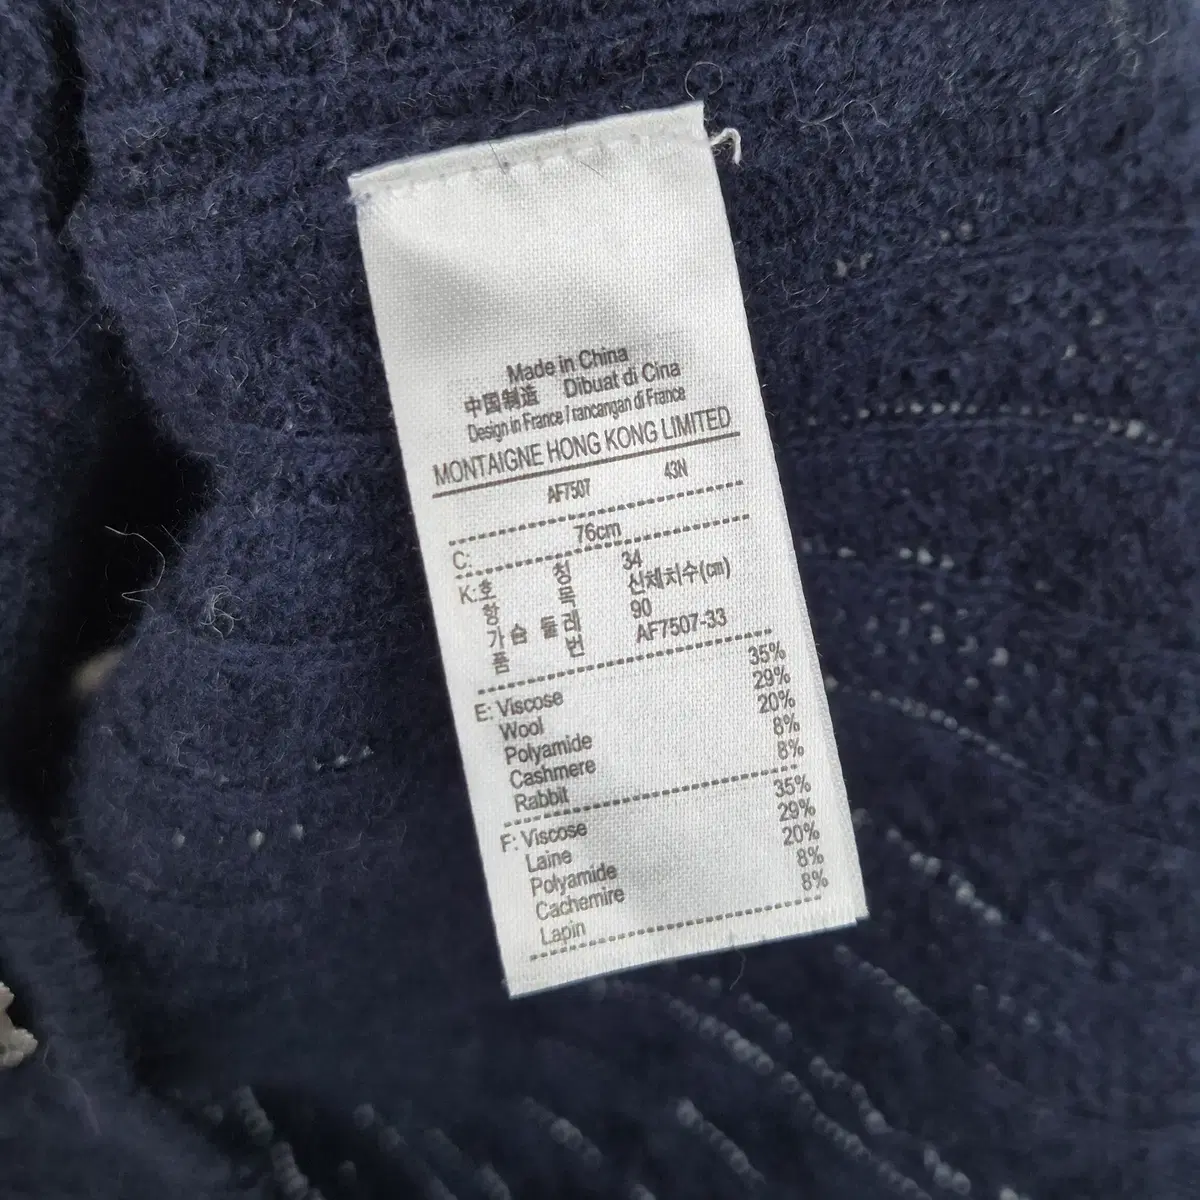 Made in China
中国制造 Dibuat di Cina
Design in France / rancangan di France
MONTAIGNE HONG KONG LIMITED
AF7507 43N
C: 76cm
K:호 칭 34
항 목 신체치수(cm)
가 슴 둘 레 90
품 번 AF7507-33
E: Viscose 35%
Wool 29%
Polyamide 20%
Cashmere 8%
Rabbit 8%
F: Viscose 35%
Laine 29%
Polyamide 20%
Cachemire 8%
Lapin 8%